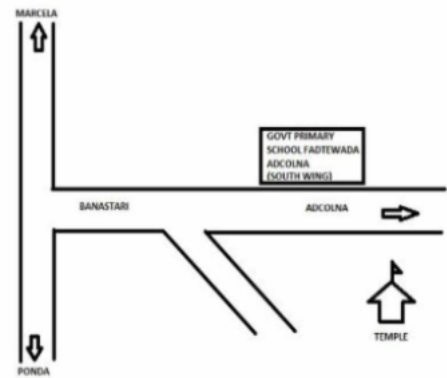 MARCELA
GOVT PRIMARY
SCHOOL FADTEWADA
ADCOLNA
(SOUTH WING)
BANASTARI
ADCOLNA
TEMPLE
PONDA